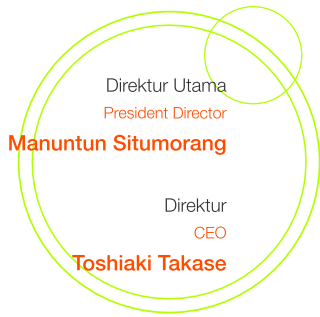 Direktur Utama
President Director
Manuntun Situmorang
Direktur
CEO
Toshiaki Takase